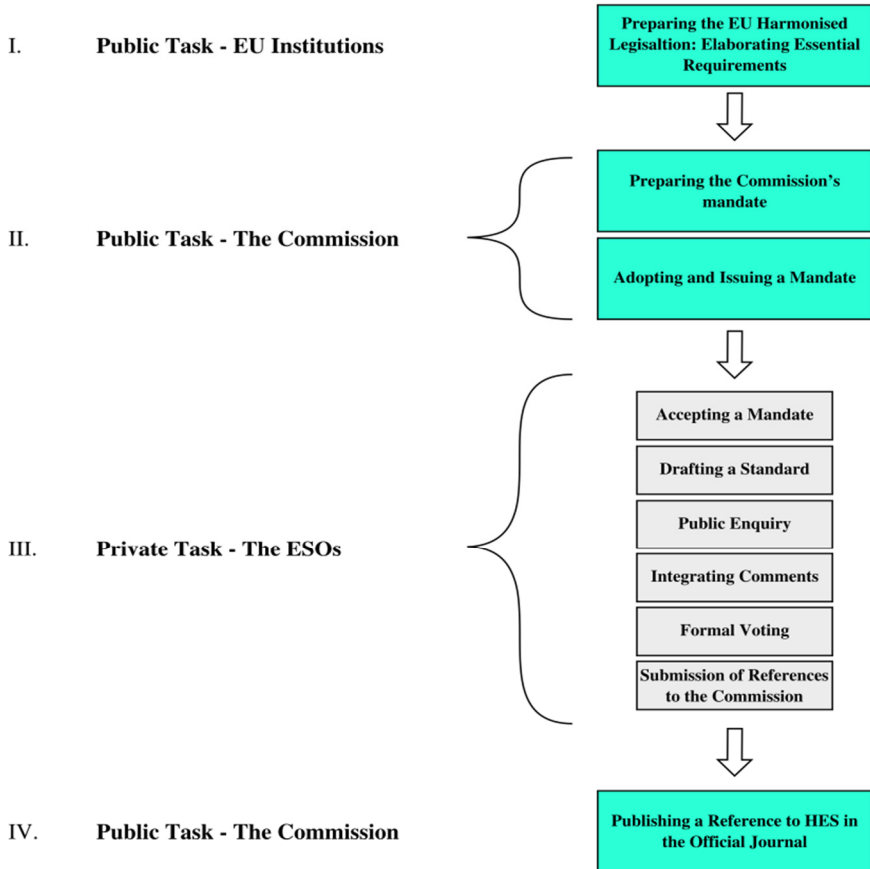 I. Public Task - EU Institutions
Preparing the EU Harmonised
Legisaltion: Elaborating Essential
Requirements
Preparing the Commission's
mandate
II. Public Task - The Commission
Adopting and Issuing a Mandate
Accepting a Mandate
Drafting a Standard
Public Enquiry
III. Private Task - The ESOs
Integrating Comments
Formal Voting
Submission of References
to the Commission
IV. Public Task - The Commission
Publishing a Reference to HES in
the Official Journal